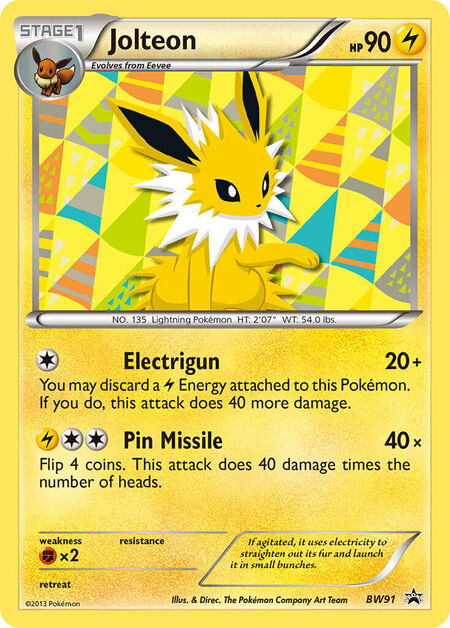 STAGE1
Jolteon
HP 90
Evolves from Eevee
NO. 135 Lightning Pokémon HT: 2'07" WT: 54.0 lbs.
Electrigun 20+
You may discard a Energy attached to this Pokémon.
If you do, this attack does 40 more damage.
Pin Missile 40×
Flip 4 coins. This attack does 40 damage times the
number of heads.
weakness resistance
×2
If agitated, it uses electricity to
straighten out its fur and launch
it in small bunches.
retreat
©2013 Pokémon
Illus. & Direc. The Pokémon Company Art Team
BW91